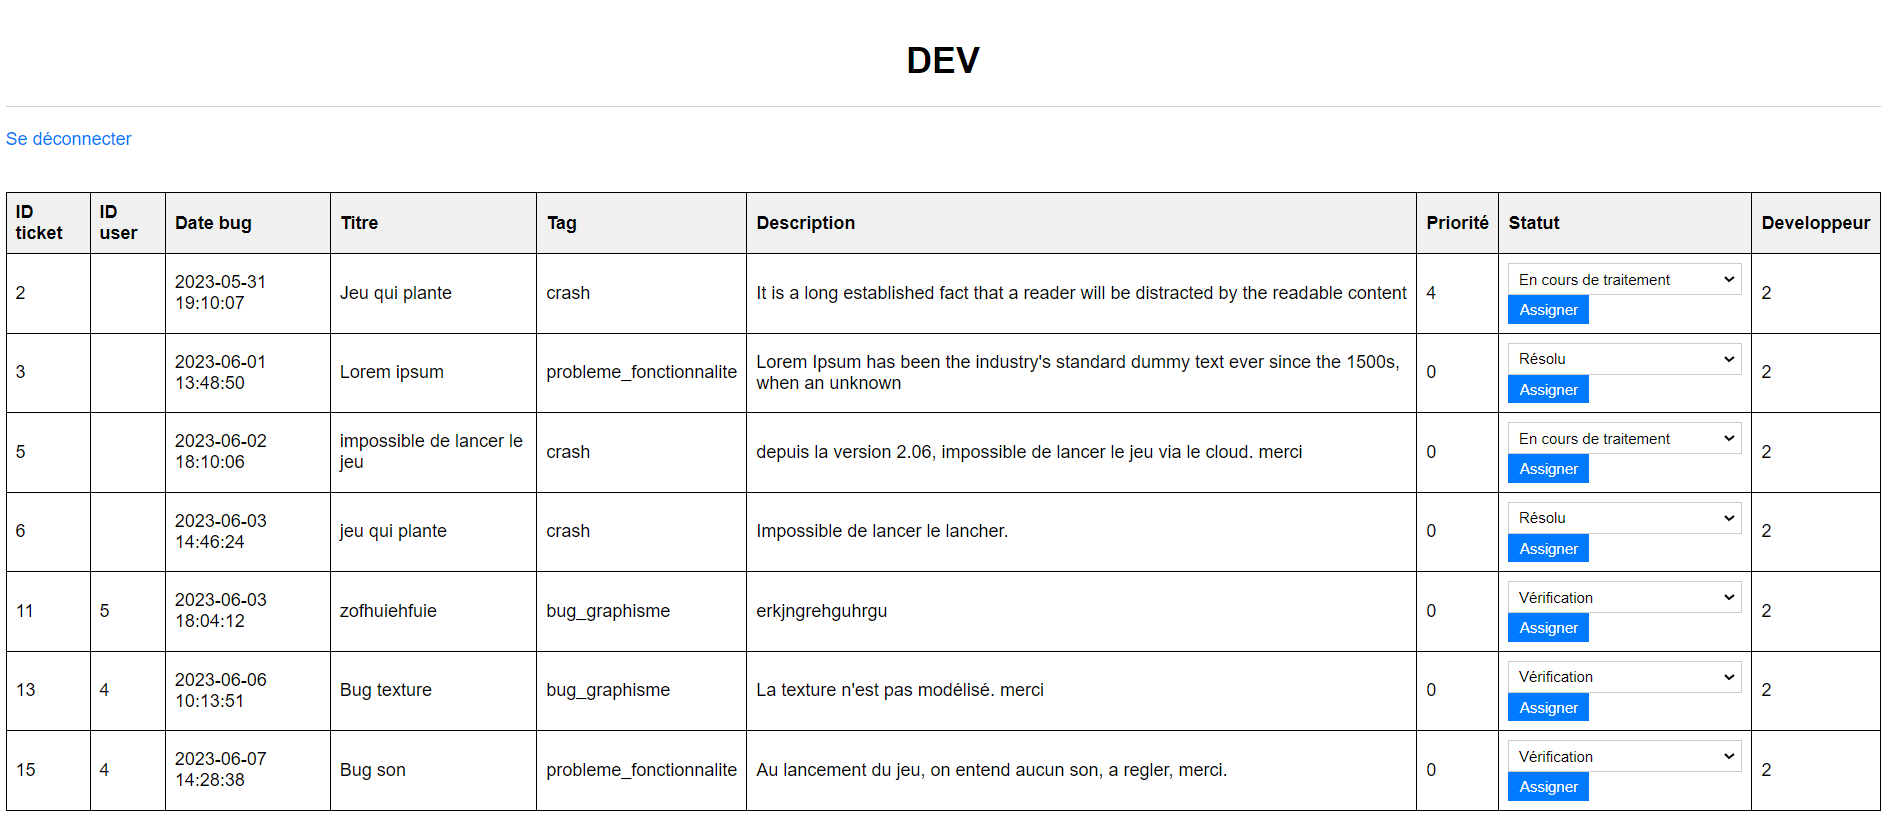 DEV
Se déconnecter
ID ticket ID user Date bug Titre Tag Description Priorité Statut Developpeur
2 2023-05-31 19:10:07 Jeu qui plante crash It is a long established fact that a reader will be distracted by the readable content 4 En cours de traitement Assigner 2
3 2023-06-01 13:48:50 Lorem ipsum probleme_fonctionnalite Lorem Ipsum has been the industry's standard dummy text ever since the 1500s, when an unknown 0 Résolu Assigner 2
5 2023-06-02 18:10:06 impossible de lancer le jeu crash depuis la version 2.06, impossible de lancer le jeu via le cloud. merci 0 En cours de traitement Assigner 2
6 2023-06-03 14:46:24 jeu qui plante crash Impossible de lancer le lancher. 0 Résolu Assigner 2
11 5 2023-06-03 18:04:12 zofhuiehfuie bug_graphisme erkjngrehguhrgu 0 Vérification Assigner 2
13 4 2023-06-06 10:13:51 Bug texture bug_graphisme La texture n'est pas modélisé. merci 0 Vérification Assigner 2
15 4 2023-06-07 14:28:38 Bug son probleme_fonctionnalite Au lancement du jeu, on entend aucun son, a regler, merci. 0 Vérification Assigner 2